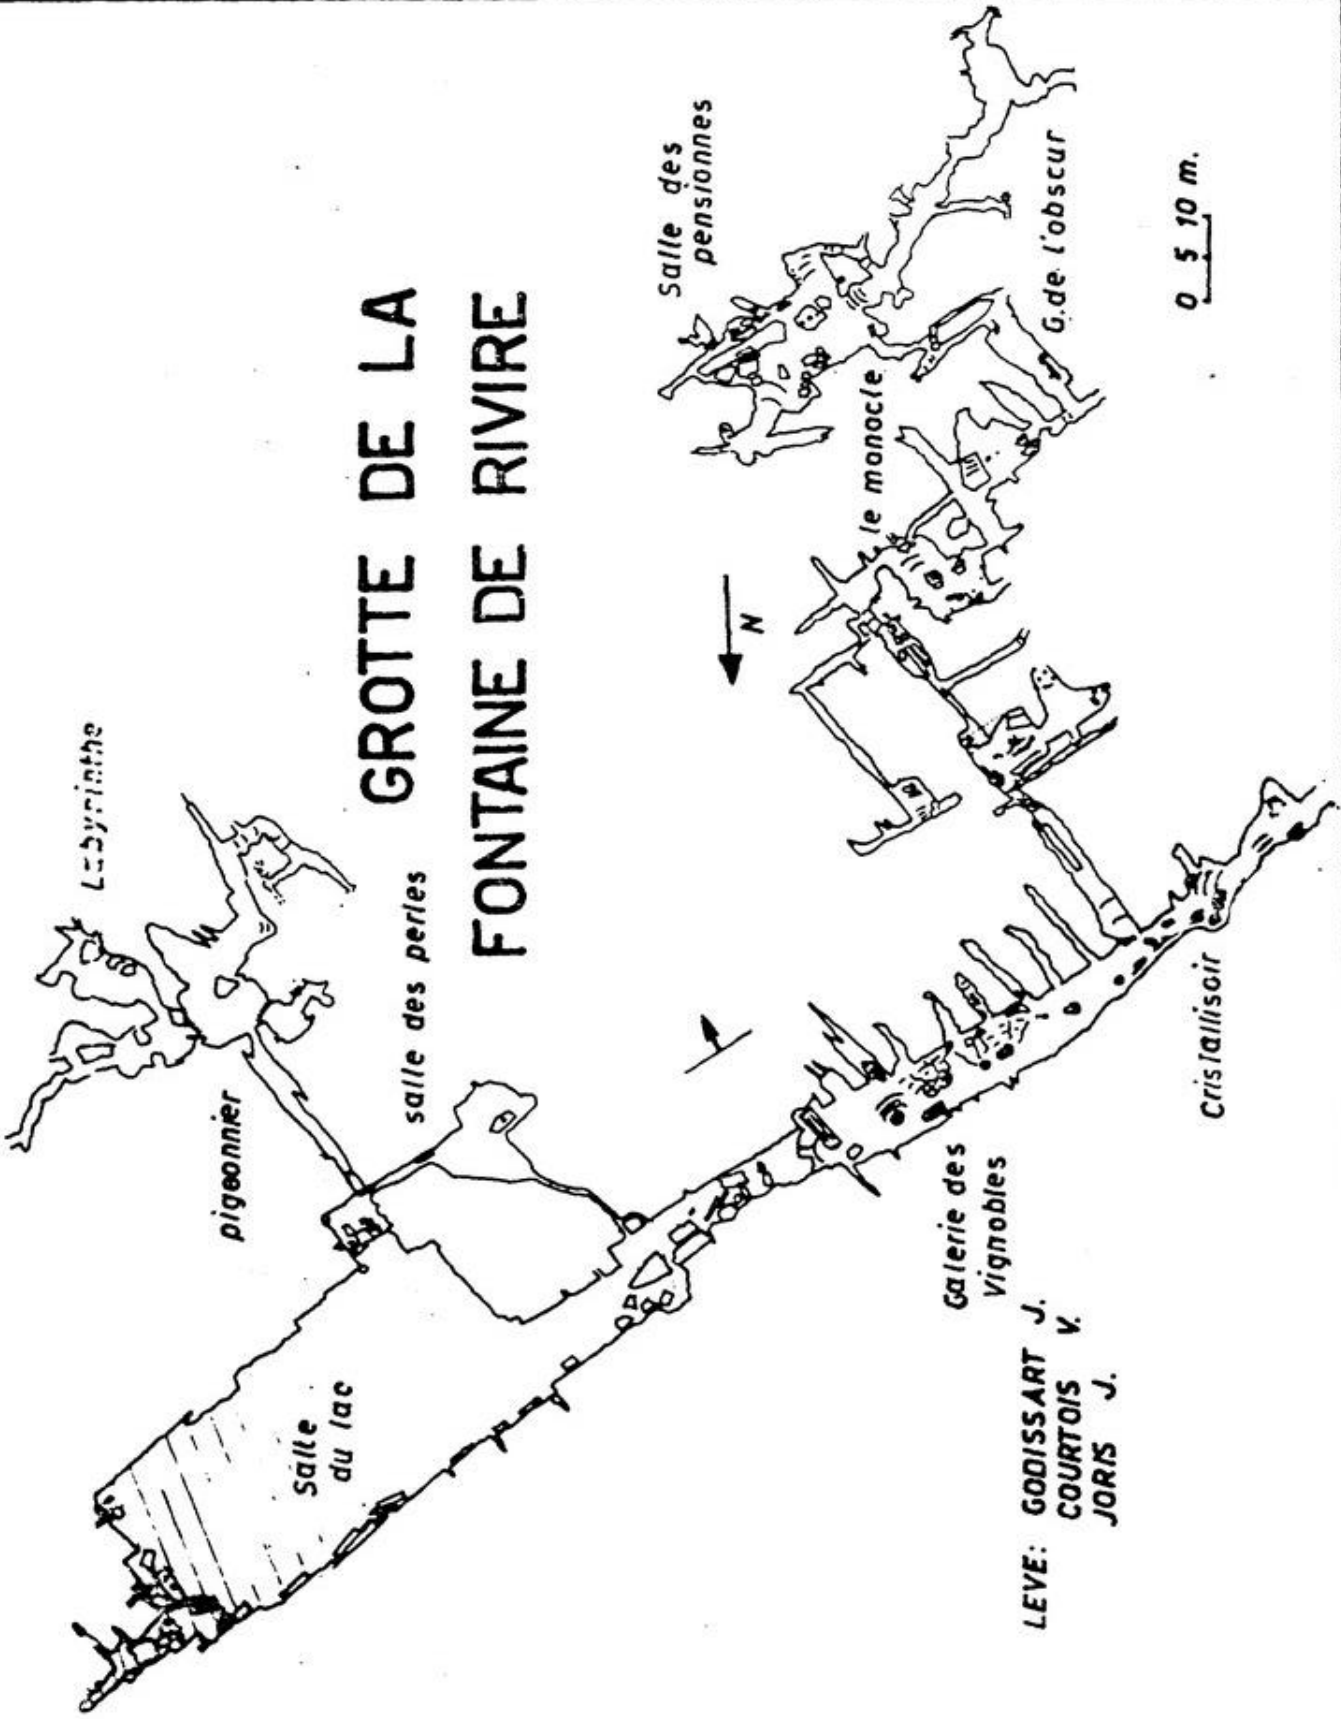 GROTTE DE LA
FONTAINE DE RIVIRE
Labyrinthe
pigeonnier
salle des perles
Salle
du lac
Salle des
pensionnes
le monocle
G.de l'obscur
N
0 5 10 m.
Galerie des
Vignobles
Cristallisoir
LEVE: GODISSART J.
COURTOIS V.
JORIS J.